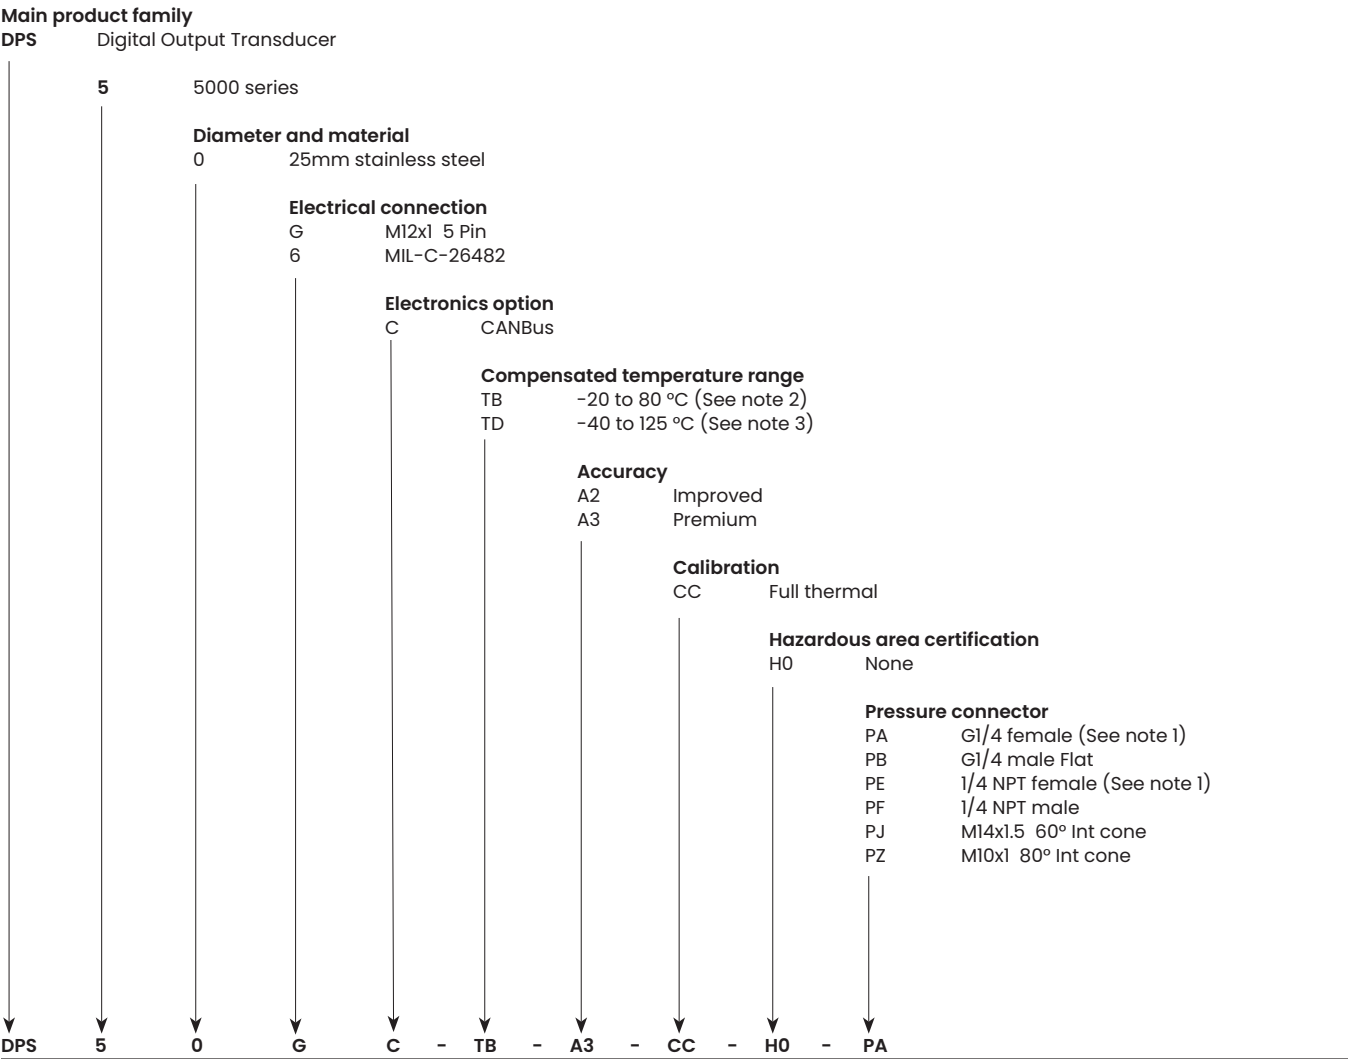 Main product family
DPS Digital Output Transducer
5 5000 series
Diameter and material
0 25mm stainless steel
Electrical connection
G M12x1 5 Pin
6 MIL-C-26482
Electronics option
C CANBus
Compensated temperature range
TB -20 to 80 °C (See note 2)
TD -40 to 125 °C (See note 3)
Accuracy
A2 Improved
A3 Premium
Calibration
CC Full thermal
Hazardous area certification
H0 None
Pressure connector
PA G1/4 female (See note 1)
PB G1/4 male Flat
PE 1/4 NPT female (See note 1)
PF 1/4 NPT male
PJ M14x1.5 60° Int cone
PZ M10x1 80° Int cone
DPS 5 0 G C - TB - A3 - CC - H0 - PA